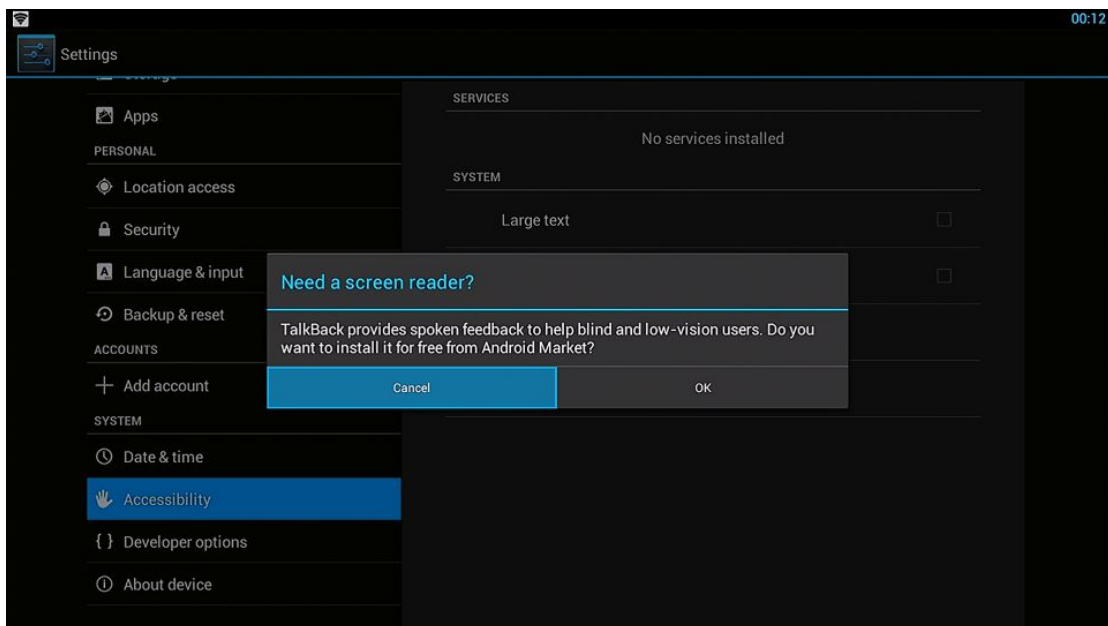 00:12
Settings
Apps
PERSONAL
Location access
Security
Language & input
Backup & reset
ACCOUNTS
Add account
SYSTEM
Date & time
Accessibility
{ } Developer options
About device
SERVICES
No services installed
SYSTEM
Large text
Need a screen reader?
TalkBack provides spoken feedback to help blind and low-vision users. Do you
want to install it for free from Android Market?
Cancel
OK